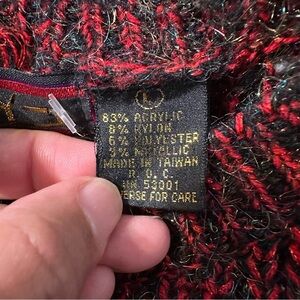 L
83% ACRYLIC
8% NYLON
6% POLYESTER
3% METALLIC
MADE IN TAIWAN
R. O. C.
RN 53001
ERSE FOR CARE